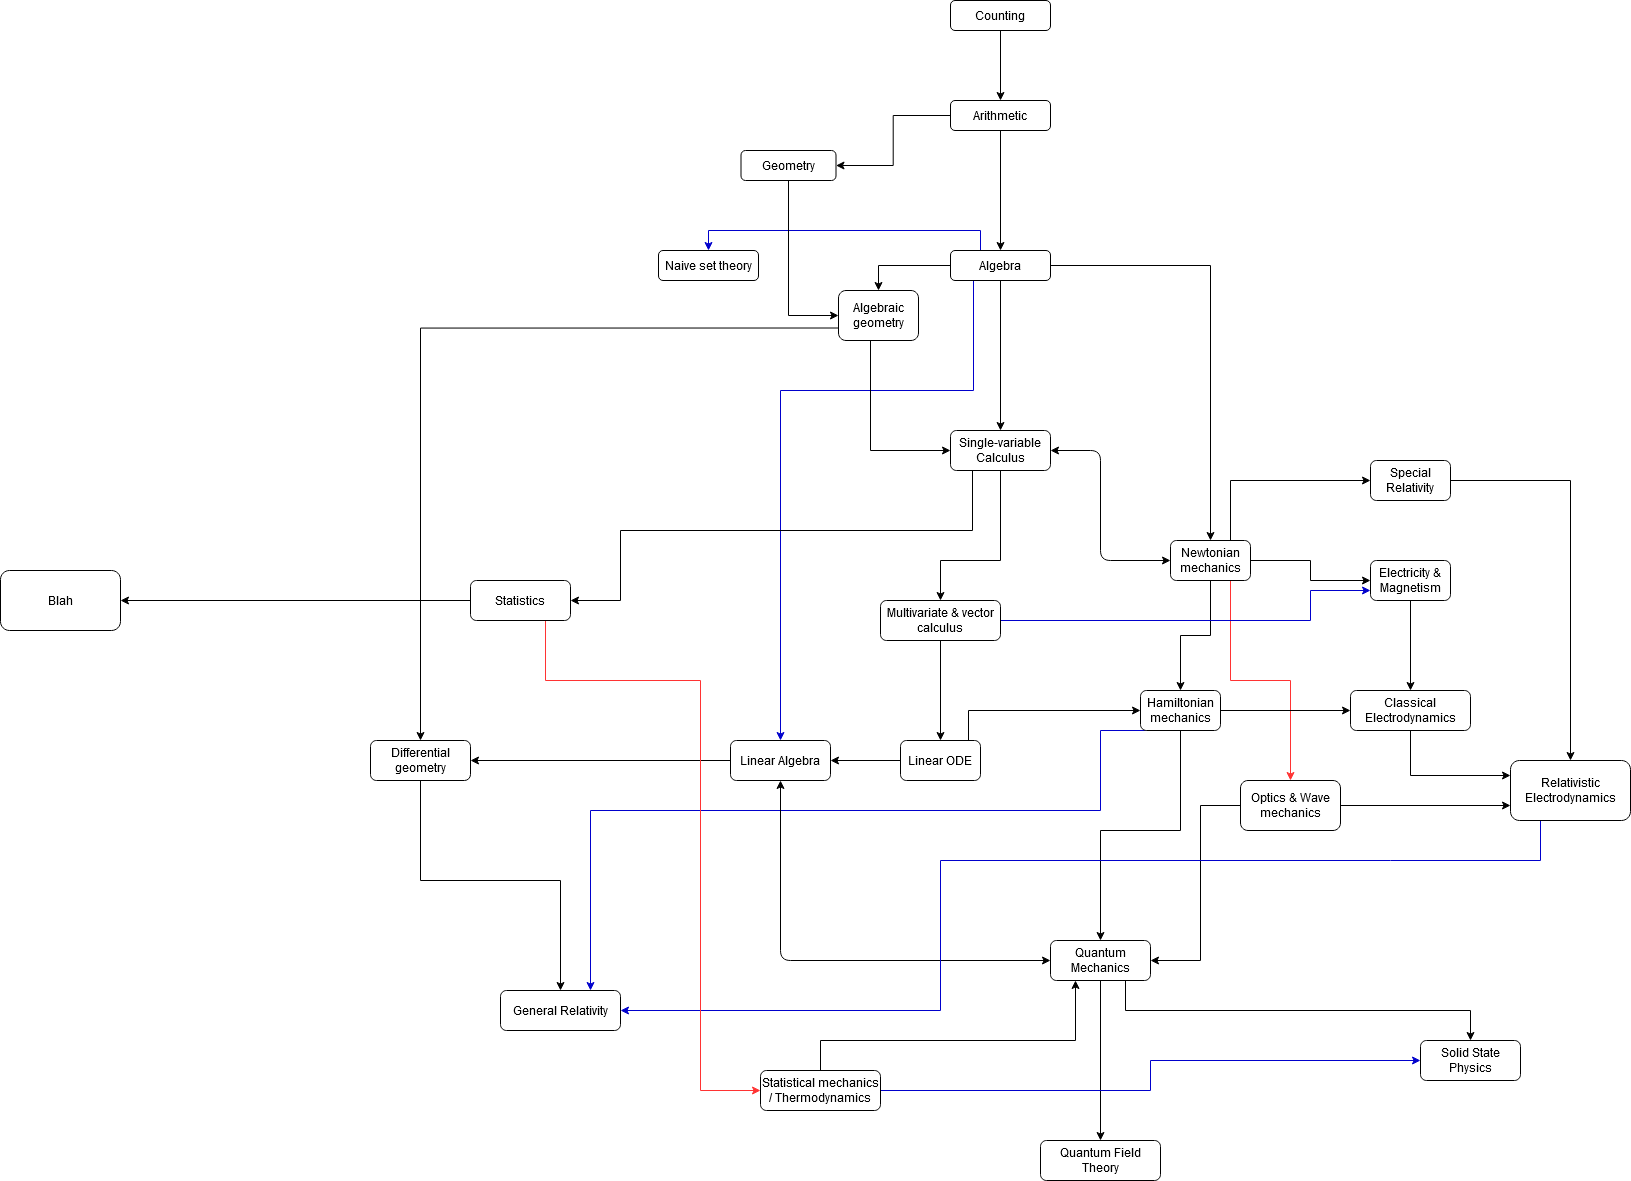 Counting
Arithmetic
Geometry
Naive set theory
Algebra
Algebraic
geometry
Single-variable
Calculus
Special
Relativity
Newtonian
mechanics
Electricity &
Magnetism
Blah
Statistics
Multivariate & vector
calculus
Hamiltonian
mechanics
Classical
Electrodynamics
Differential
geometry
Linear Algebra
Linear ODE
Optics & Wave
mechanics
Relativistic
Electrodynamics
Quantum
Mechanics
General Relativity
Solid State
Physics
Statistical mechanics
/ Thermodynamics
Quantum Field
Theory